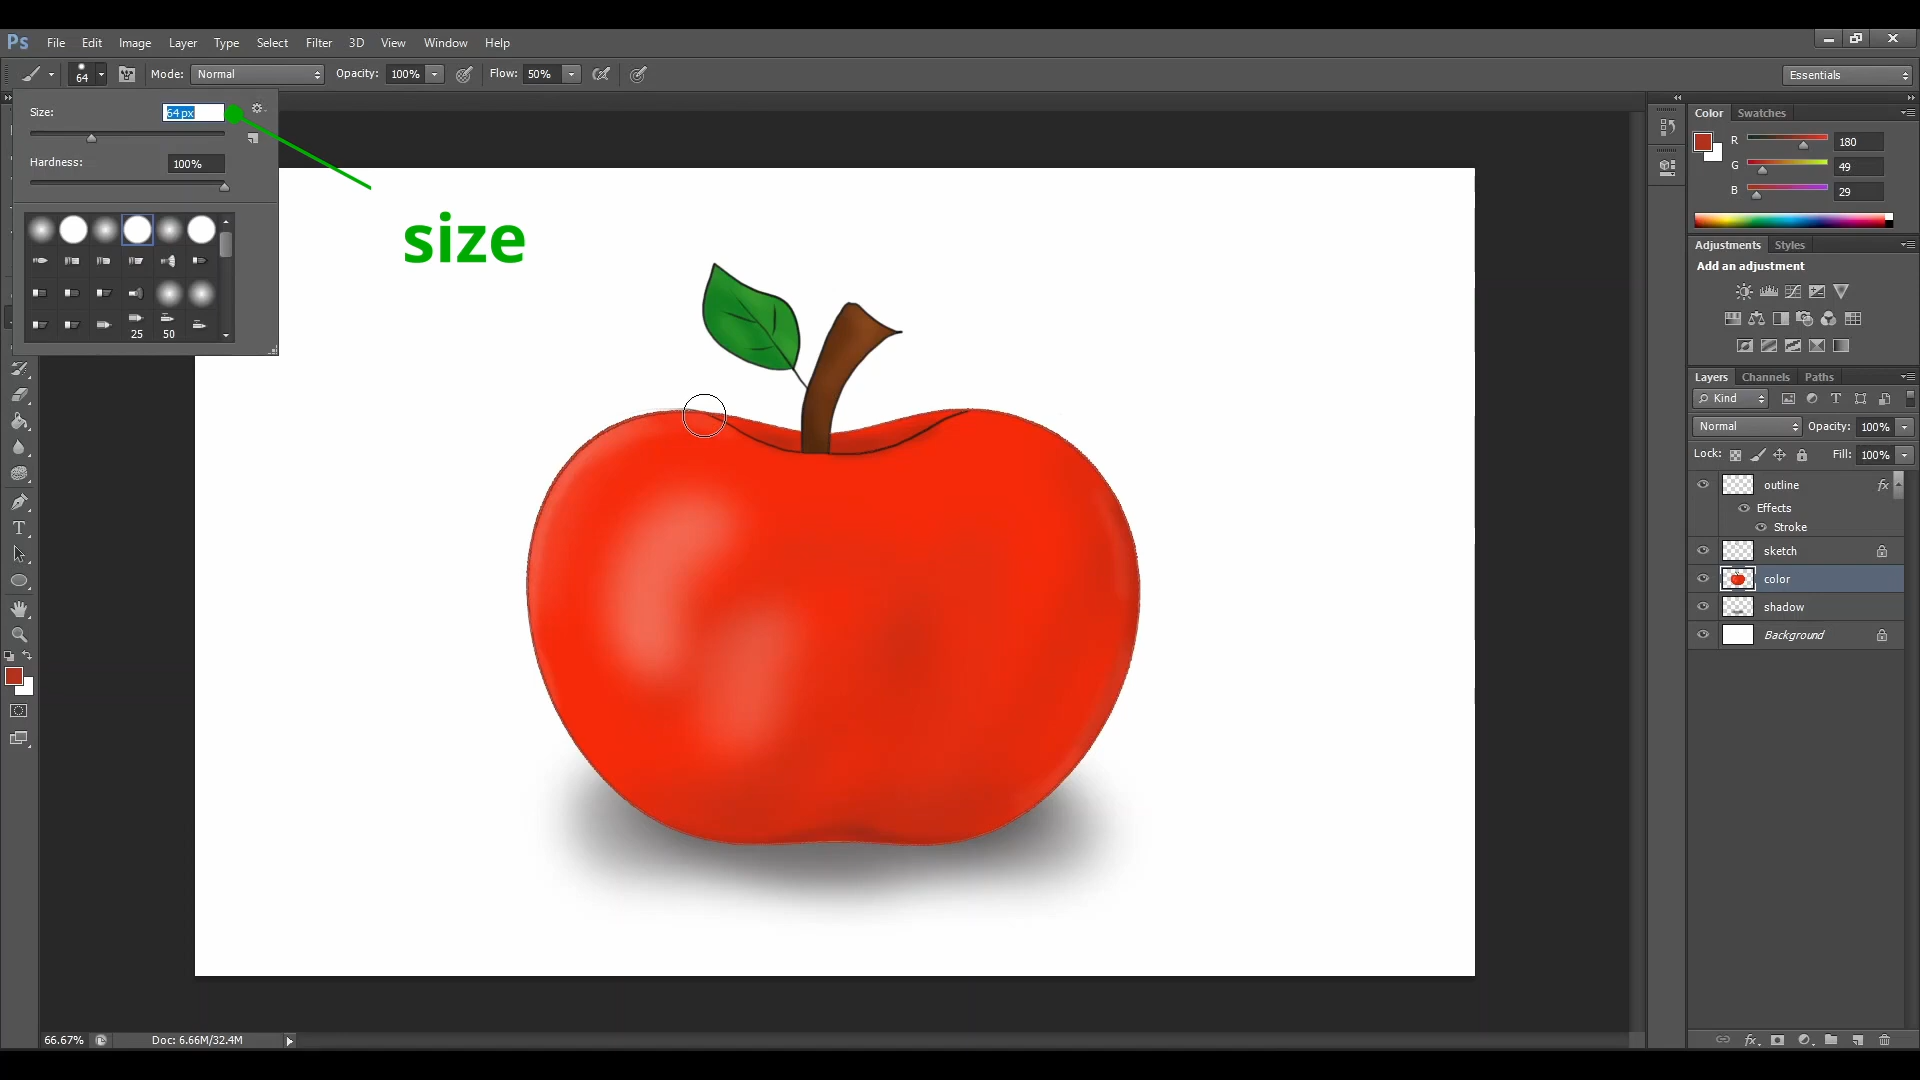 Ps File Edit Image Layer Type Select Filter 3D View Window Help
64 Mode: Normal Opacity: 100% Flow: 50% Essentials
Size: 64 px
Hardness: 100%
25 50
size
Color Swatches
R 180
G 49
B 29
Adjustments Styles
Add an adjustment
Layers Channels Paths
Kind T
Normal Opacity: 100%
Lock: Fill: 100%
outline fx
Effects
Stroke
sketch
color
shadow
Background
T
66.67% Doc: 6.66M/32.4M
fx